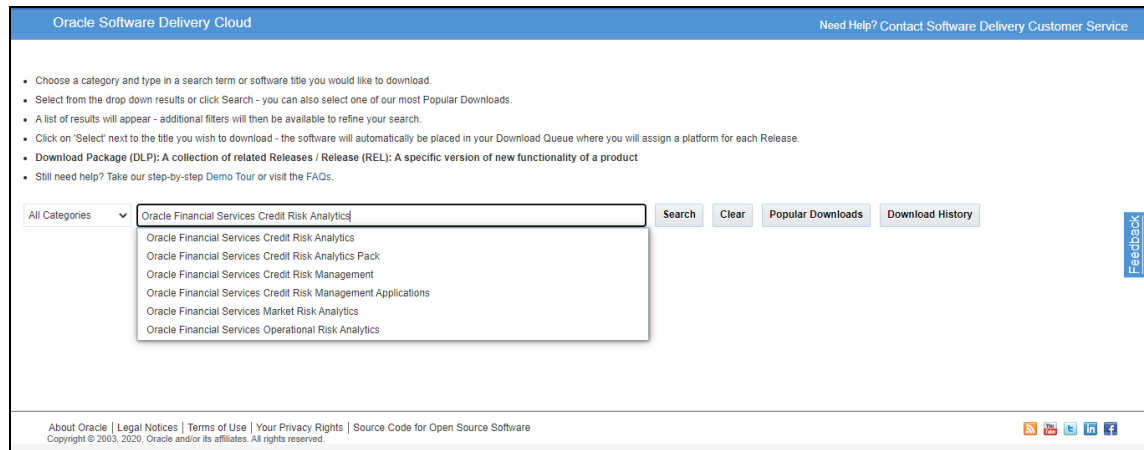 Oracle Software Delivery Cloud
Need Help? Contact Software Delivery Customer Service
Choose a category and type in a search term or software title you would like to download.
Select from the drop down results or click Search - you can also select one of our most Popular Downloads.
A list of results will appear - additional filters will then be available to refine your search.
Click on 'Select' next to the title you wish to download - the software will automatically be placed in your Download Queue where you will assign a platform for each Release.
Download Package (DLP): A collection of related Releases / Release (REL): A specific version of new functionality of a product
Still need help? Take our step-by-step Demo Tour or visit the FAQs.
All Categories
Oracle Financial Services Credit Risk Analytics
Search
Clear
Popular Downloads
Download History
Oracle Financial Services Credit Risk Analytics
Oracle Financial Services Credit Risk Analytics Pack
Oracle Financial Services Credit Risk Management
Oracle Financial Services Credit Risk Management Applications
Oracle Financial Services Market Risk Analytics
Oracle Financial Services Operational Risk Analytics
Feedback
About Oracle | Legal Notices | Terms of Use | Your Privacy Rights | Source Code for Open Source Software
Copyright © 2003, 2020, Oracle and/or its affiliates. All rights reserved.
You Tube
t
in
f